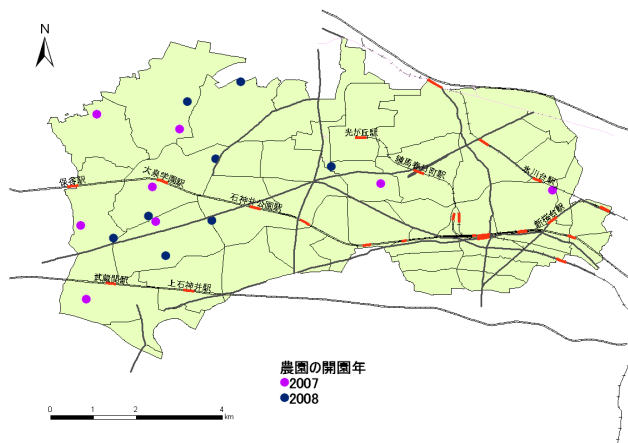 N
光が丘駅
練馬春日町駅
氷川台駅
保谷駅
大泉学園駅
石神井公園駅
新桜台駅
武蔵関駅
上石神井駅
農園の開園年
2007
2008
0 1 2 4
km